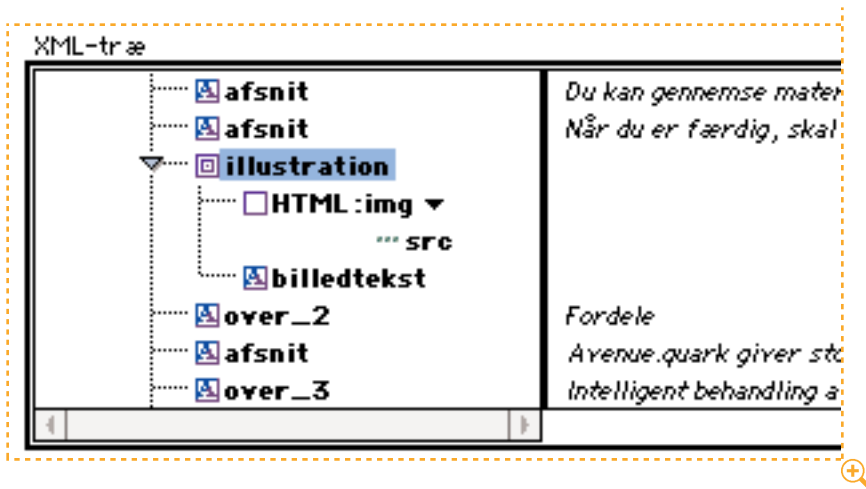 XML-træ
afsnit Du kan gennemse mater
afsnit Når du er færdig, skal
illustration
HTML:img
src
billedtekst
over_2 Fordele
afsnit Avenue.quark giver sto
over_3 Intelligent behandling a